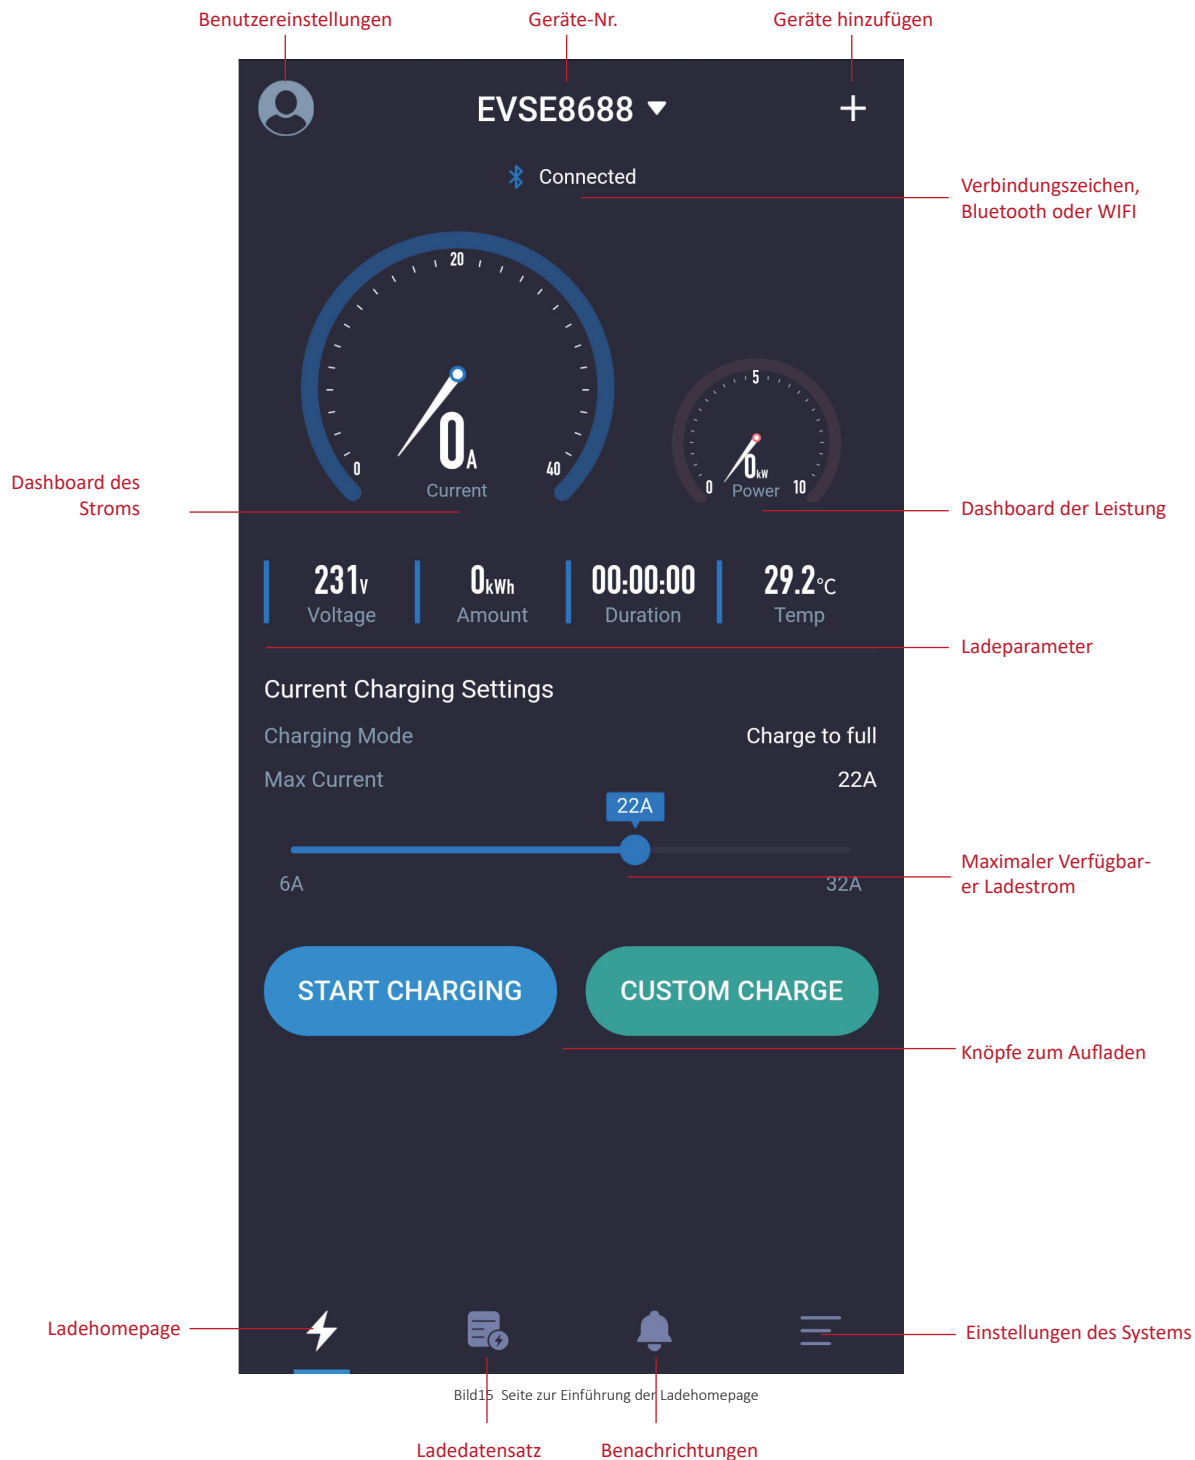 Benutzereinstellungen
Geräte-Nr.
Geräte hinzufügen
EVSE8688
Connected
Verbindungszeichen,
Bluetooth oder WIFI
20
0
40
0A
Current
5
0
10
0kW
Power
Dashboard des
Stroms
Dashboard der Leistung
231V
Voltage
0kWh
Amount
00:00:00
Duration
29.2°C
Temp
Ladeparameter
Current Charging Settings
Charging Mode
Charge to full
Max Current
22A
22A
6A
32A
Maximaler Verfügbar-
er Ladestrom
START CHARGING
CUSTOM CHARGE
Knöpfe zum Aufladen
Ladehomepage
Einstellungen des Systems
Bild15 Seite zur Einführung der Ladehomepage
Ladedatensatz
Benachrichtungen